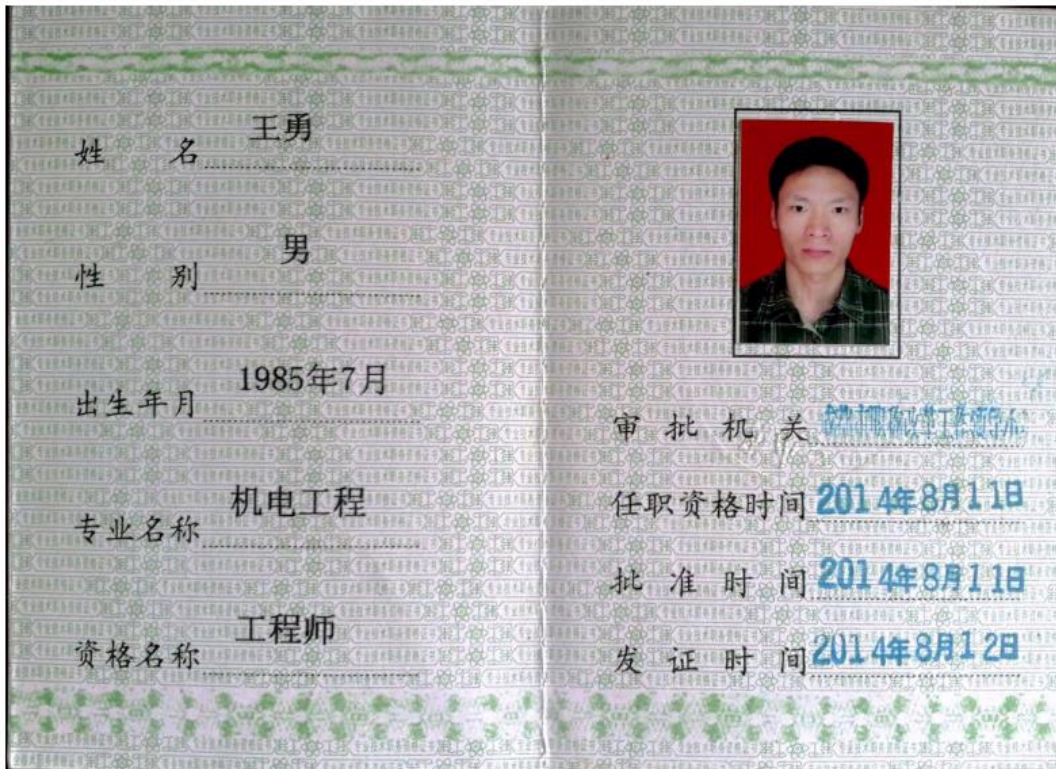 姓名 王勇
性别 男
出生年月 1985年7月
专业名称 机电工程
资格名称 工程师
审批机关
任职资格时间 2014年8月11日
批准时间 2014年8月11日
发证时间 2014年8月12日